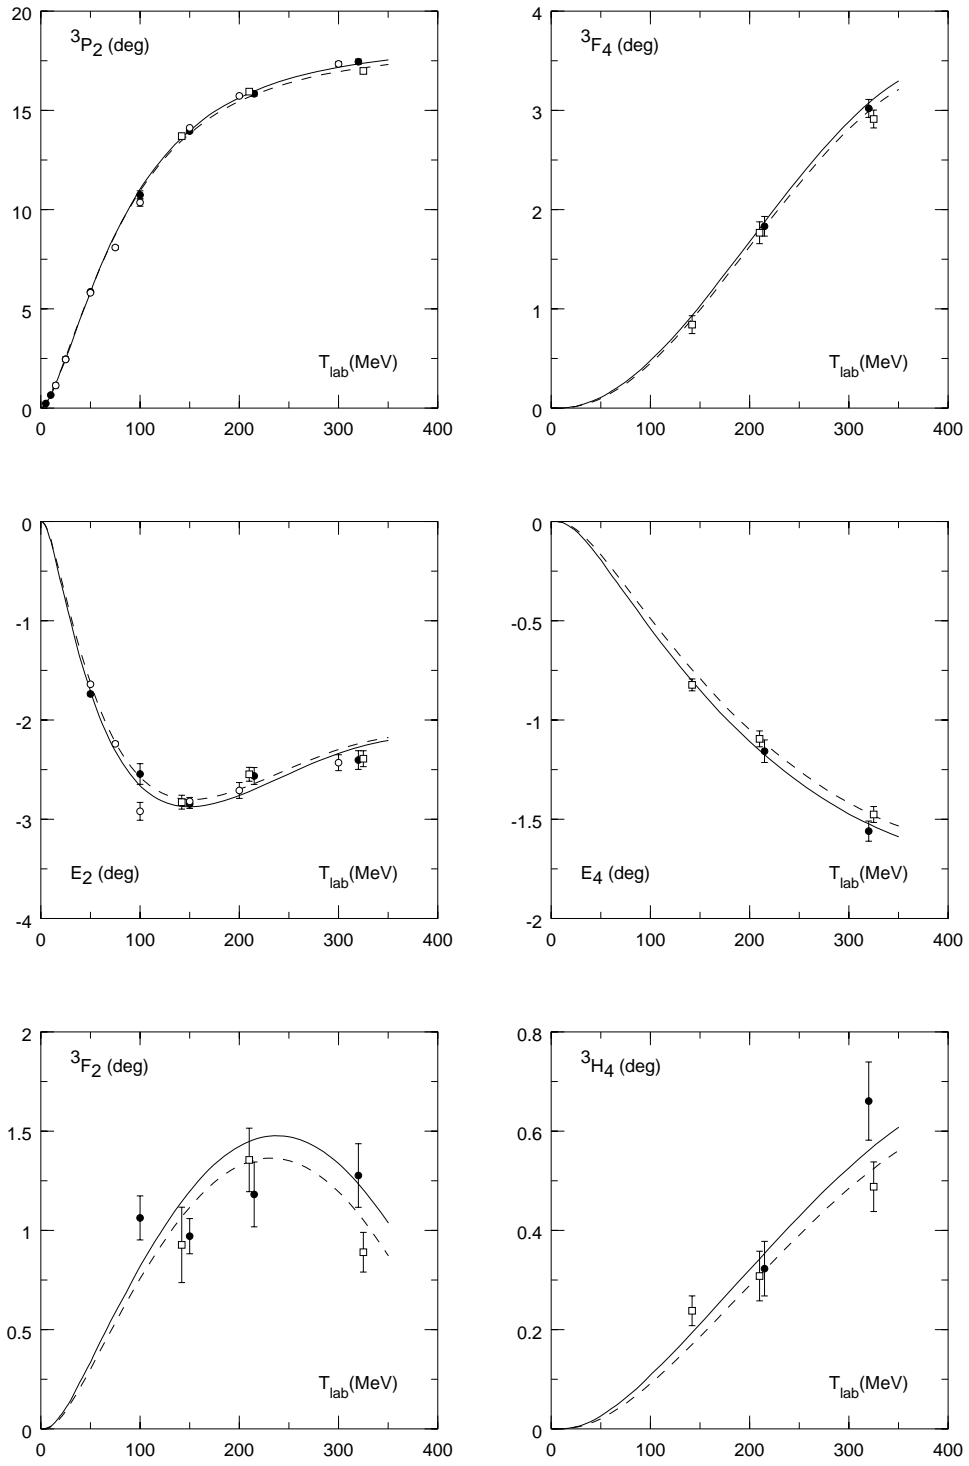 20
15
10
5
0
³P₂ (deg)
T_lab(MeV)
0 100 200 300 400
4
3
2
1
0
³F₄ (deg)
T_lab(MeV)
0 100 200 300 400
0
-1
-2
-3
-4
E₂ (deg)
T_lab(MeV)
0 100 200 300 400
0
-0.5
-1
-1.5
-2
E₄ (deg)
T_lab(MeV)
0 100 200 300 400
2
1.5
1
0.5
0
³F₂ (deg)
T_lab(MeV)
0 100 200 300 400
0.8
0.6
0.4
0.2
0
³H₄ (deg)
T_lab(MeV)
0 100 200 300 400